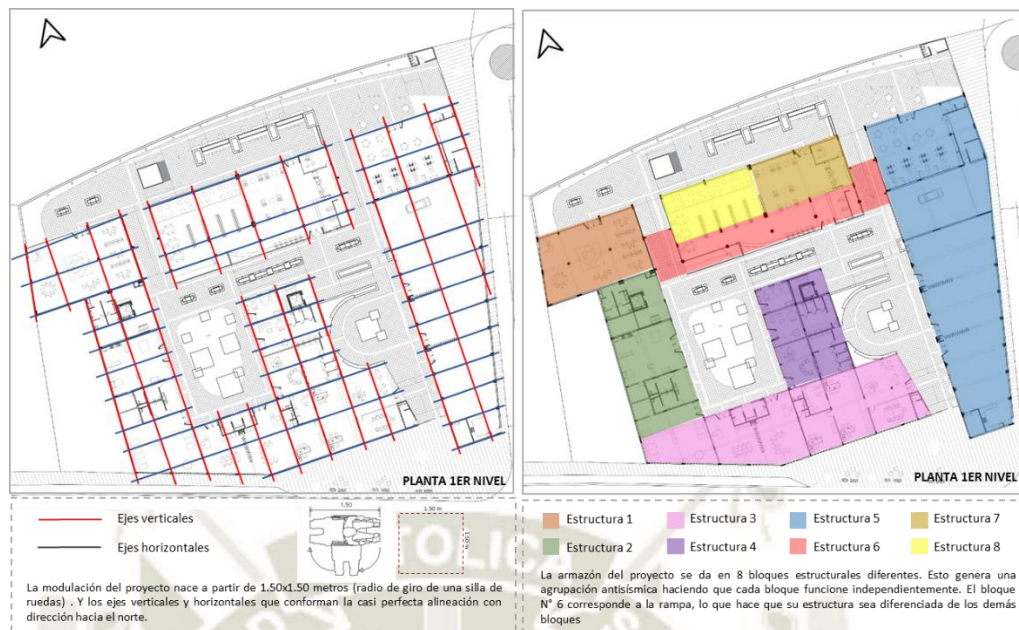 PLANTA 1ER NIVEL
Ejes verticales
Ejes horizontales
1.50
1.50 m
1.50 m
La modulación del proyecto nace a partir de 1.50x1.50 metros (radio de giro de una silla de
ruedas) . Y los ejes verticales y horizontales que conforman la casi perfecta alineación con
dirección hacia el norte.
PLANTA 1ER NIVEL
Estructura 1
Estructura 3
Estructura 5
Estructura 7
Estructura 2
Estructura 4
Estructura 6
Estructura 8
La armazón del proyecto se da en 8 bloques estructurales diferentes. Esto genera una
agrupación antisísmica haciendo que cada bloque funcione independientemente. El bloque
N° 6 corresponde a la rampa, lo que hace que su estructura sea diferenciada de los demás
bloques